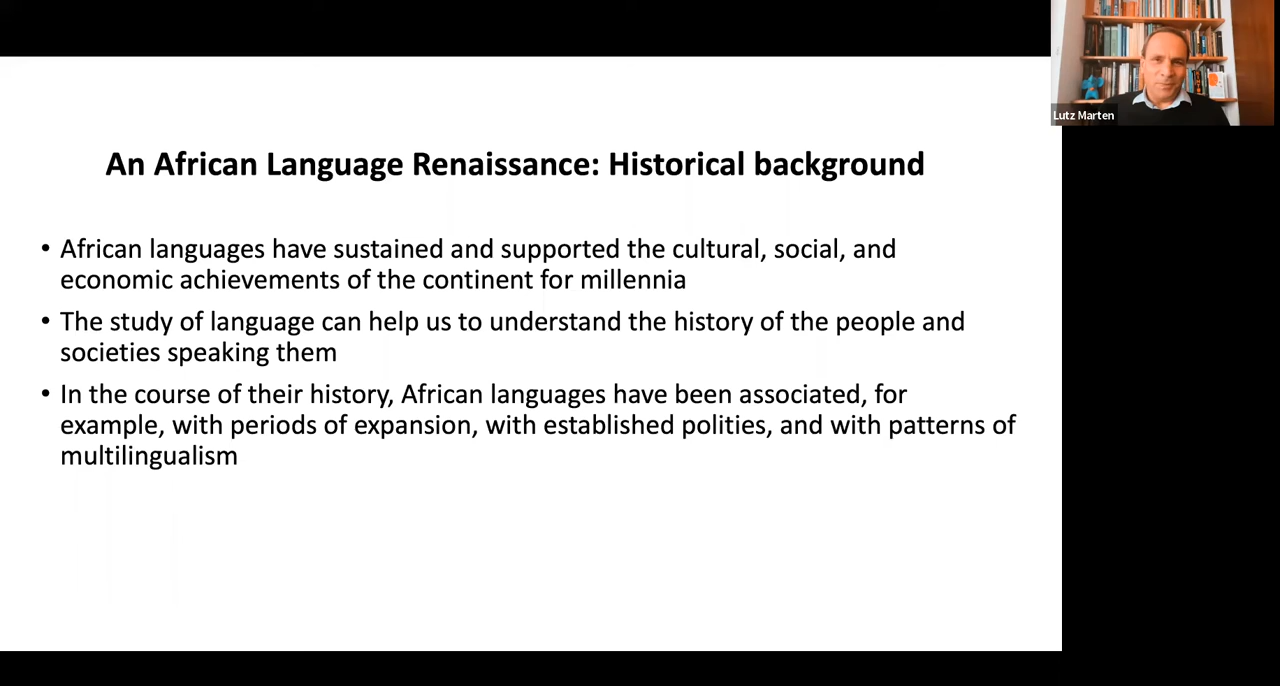 Lutz Marten
An African Language Renaissance: Historical background
• African languages have sustained and supported the cultural, social, and
economic achievements of the continent for millennia
• The study of language can help us to understand the history of the people and
societies speaking them
• In the course of their history, African languages have been associated, for
example, with periods of expansion, with established polities, and with patterns of
multilingualism